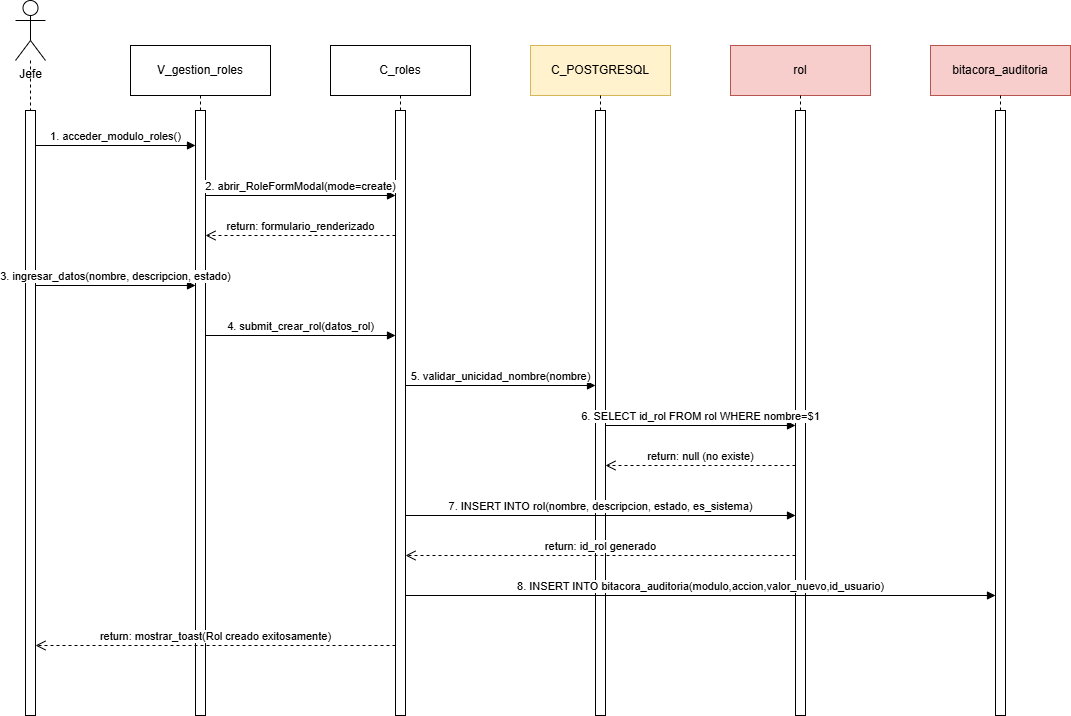 Jefe
V_gestion_roles
C_roles
C_POSTGRESQL
rol
bitacora_auditoria
1. acceder_modulo_roles()
2. abrir_RoleFormModal(mode=create)
return: formulario_renderizado
3. ingresar_datos(nombre, descripcion, estado)
4. submit_crear_rol(datos_rol)
5. validar_unicidad_nombre(nombre)
6. SELECT id_rol FROM rol WHERE nombre=$1
return: null (no existe)
7. INSERT INTO rol(nombre, descripcion, estado, es_sistema)
return: id_rol generado
8. INSERT INTO bitacora_auditoria(modulo,accion,valor_nuevo,id_usuario)
return: mostrar_toast(Rol creado exitosamente)